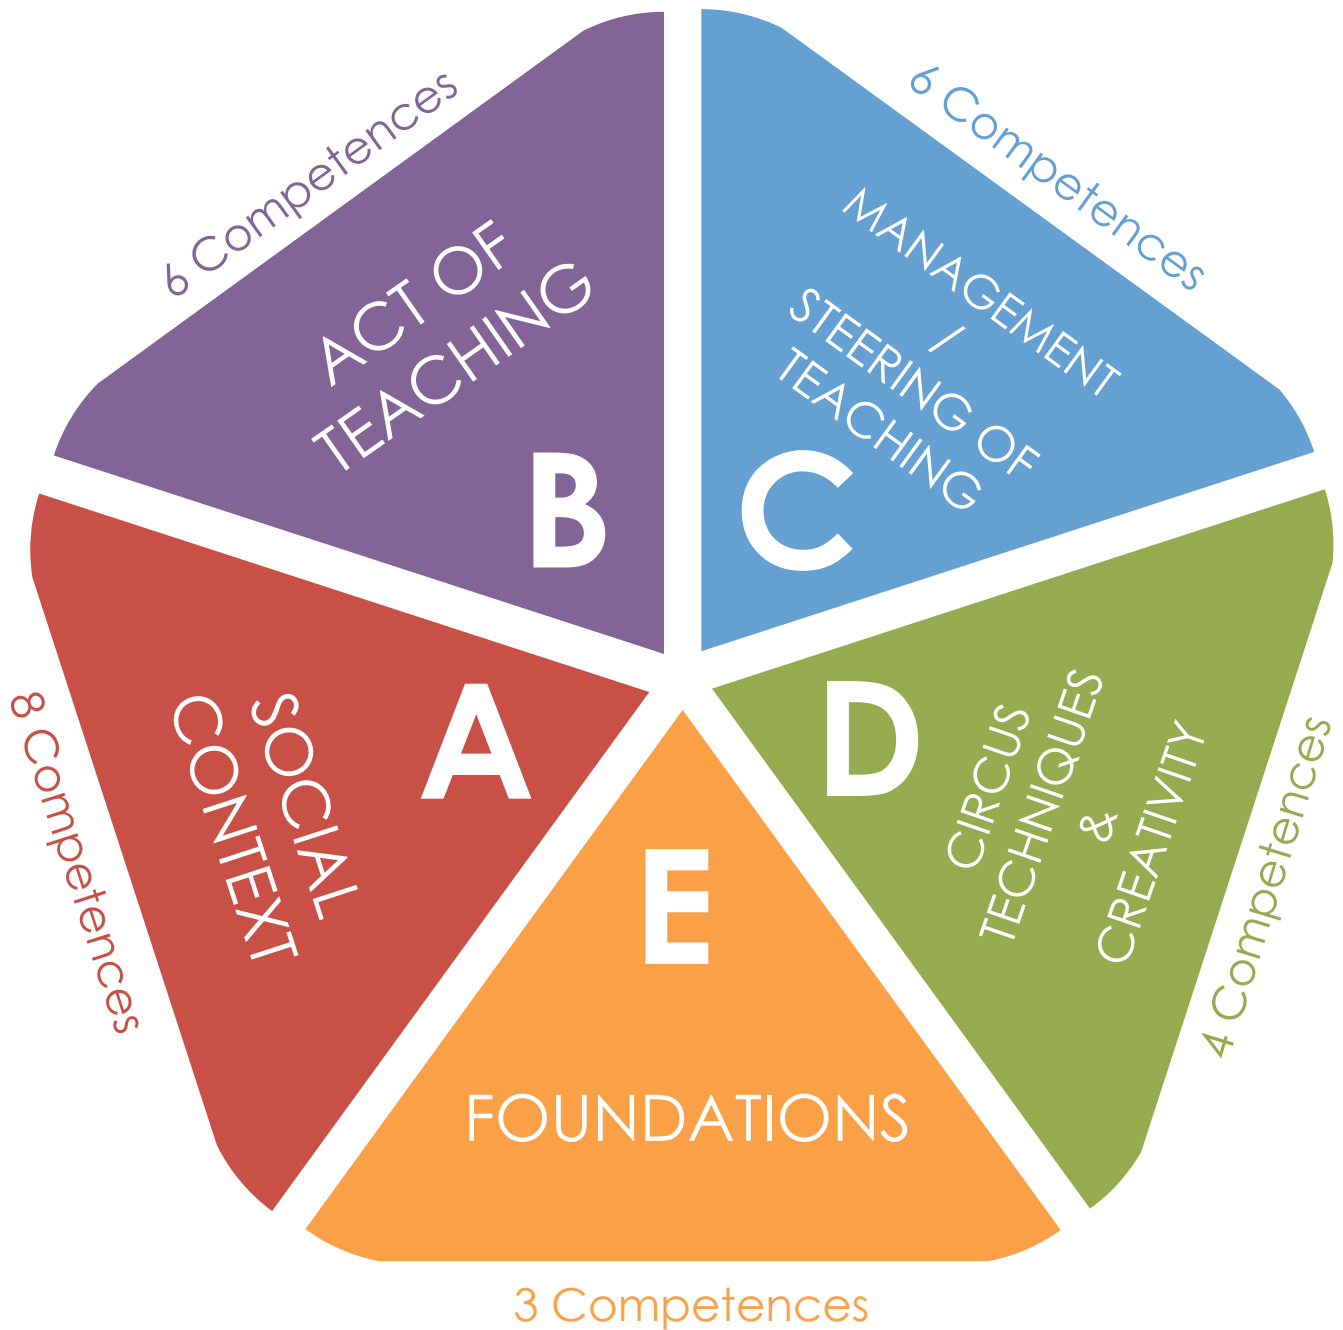 6 Competences
ACT OF
TEACHING
B
6 Competences
MANAGEMENT
/
STEERING OF
TEACHING
C
8 Competences
SOCIAL
CONTEXT
A
D
CIRCUS
TECHNIQUES
&
CREATIVITY
4 Competences
E
FOUNDATIONS
3 Competences